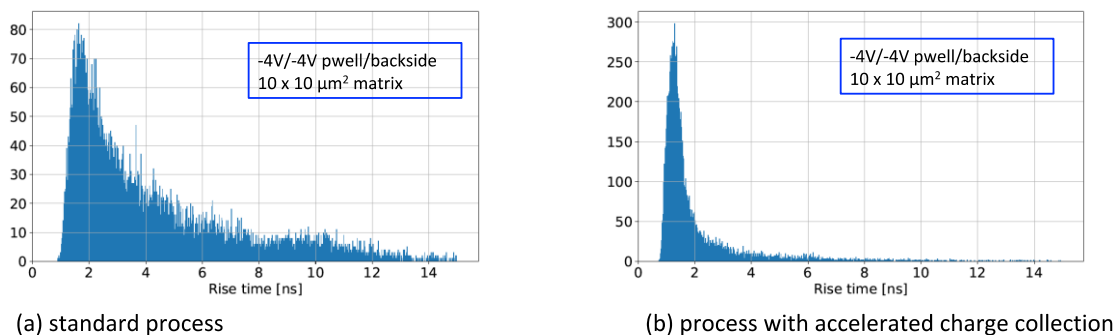 80
70
60
50
40
30
20
10
0
-4V/-4V pwell/backside
10 x 10 µm² matrix
0 2 4 6 8 10 12 14
Rise time [ns]
(a) standard process
300
250
200
150
100
50
0
-4V/-4V pwell/backside
10 x 10 µm² matrix
0 2 4 6 8 10 12 14
Rise time [ns]
(b) process with accelerated charge collection